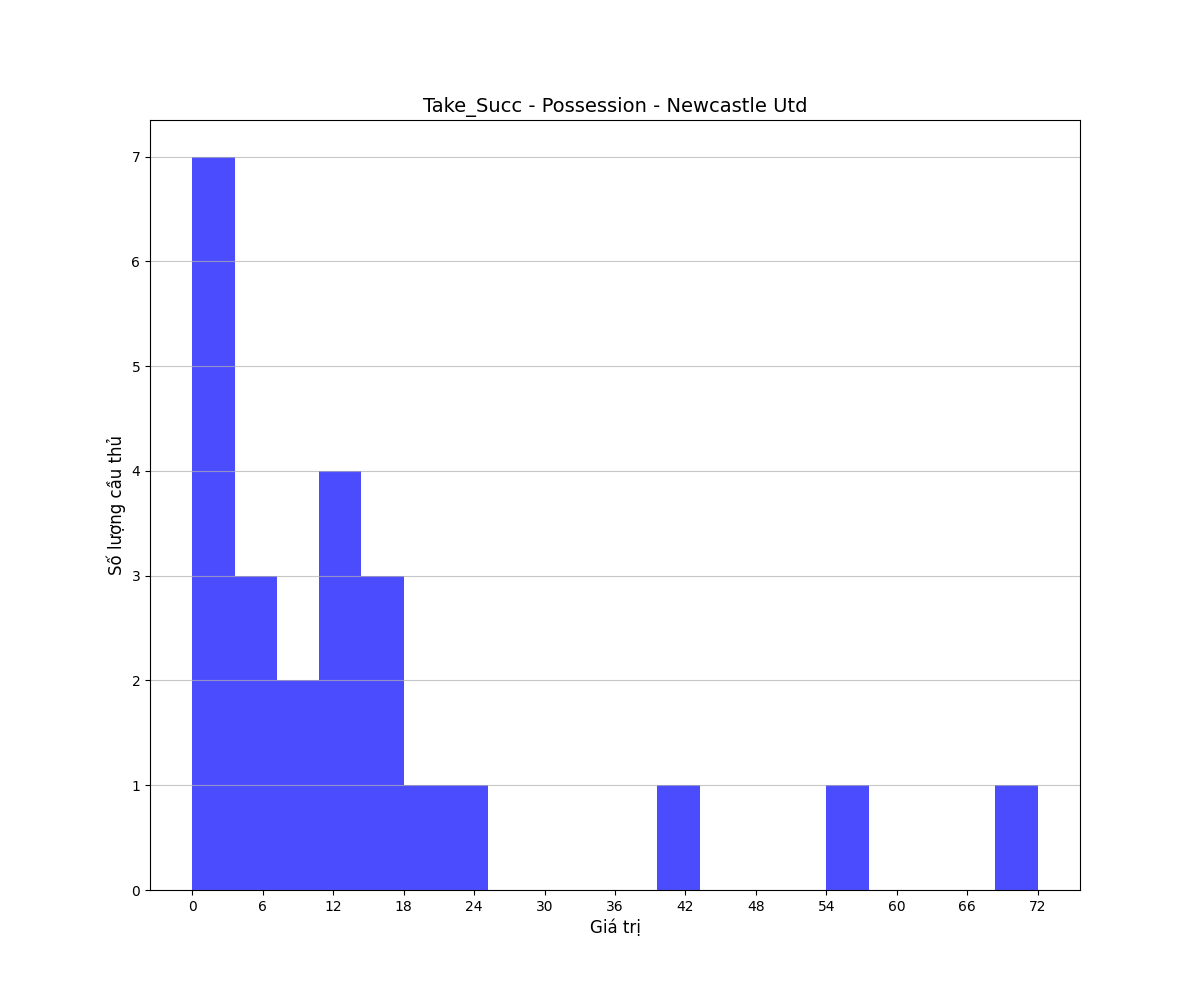 Take_Succ - Possession - Newcastle Utd
7
6
5
4
3
2
1
0
Số lượng cầu thủ
0 6 12 18 24 30 36 42 48 54 60 66 72
Giá trị